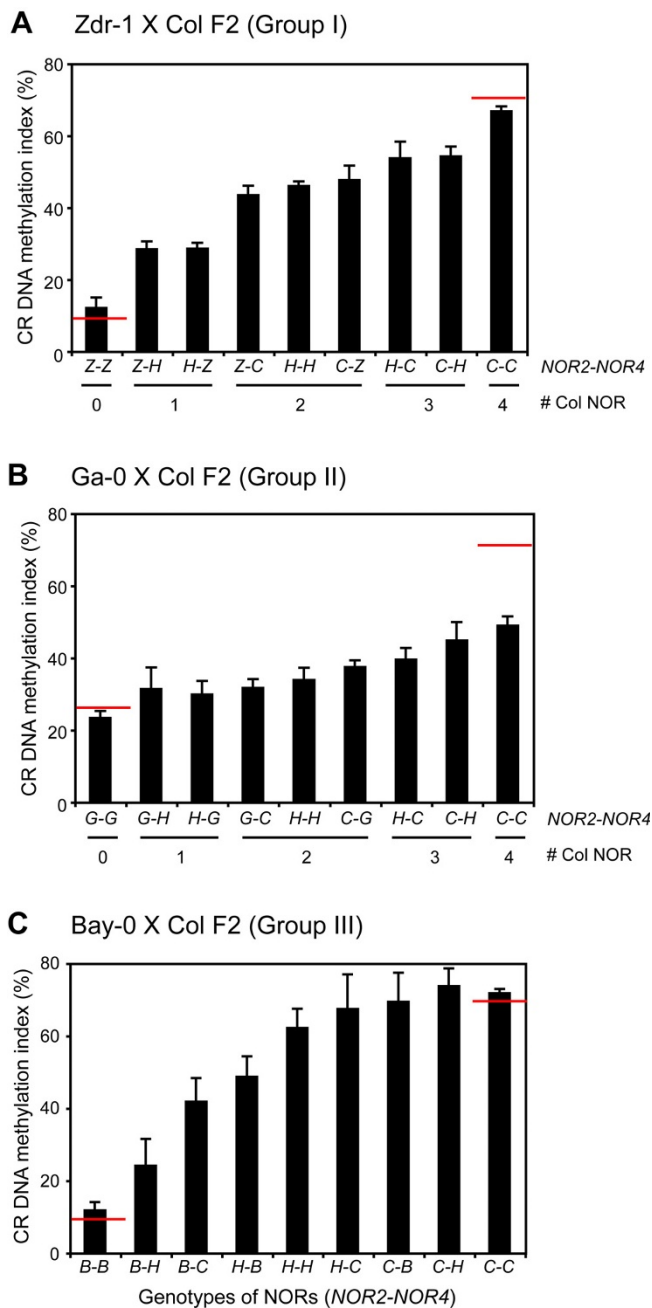 A Zdr-1 X Col F2 (Group I)
CR DNA methylation index (%)
80
60
40
20
0
Z-Z Z-H H-Z Z-C H-H C-Z H-C C-H C-C NOR2-NOR4
0 1 2 3 4 # Col NOR
B Ga-0 X Col F2 (Group II)
CR DNA methylation index (%)
80
60
40
20
0
G-G G-H H-G G-C H-H C-G H-C C-H C-C NOR2-NOR4
0 1 2 3 4 # Col NOR
C Bay-0 X Col F2 (Group III)
CR DNA methylation index (%)
80
60
40
20
0
B-B B-H B-C H-B H-H H-C C-B C-H C-C
Genotypes of NORs (NOR2-NOR4)